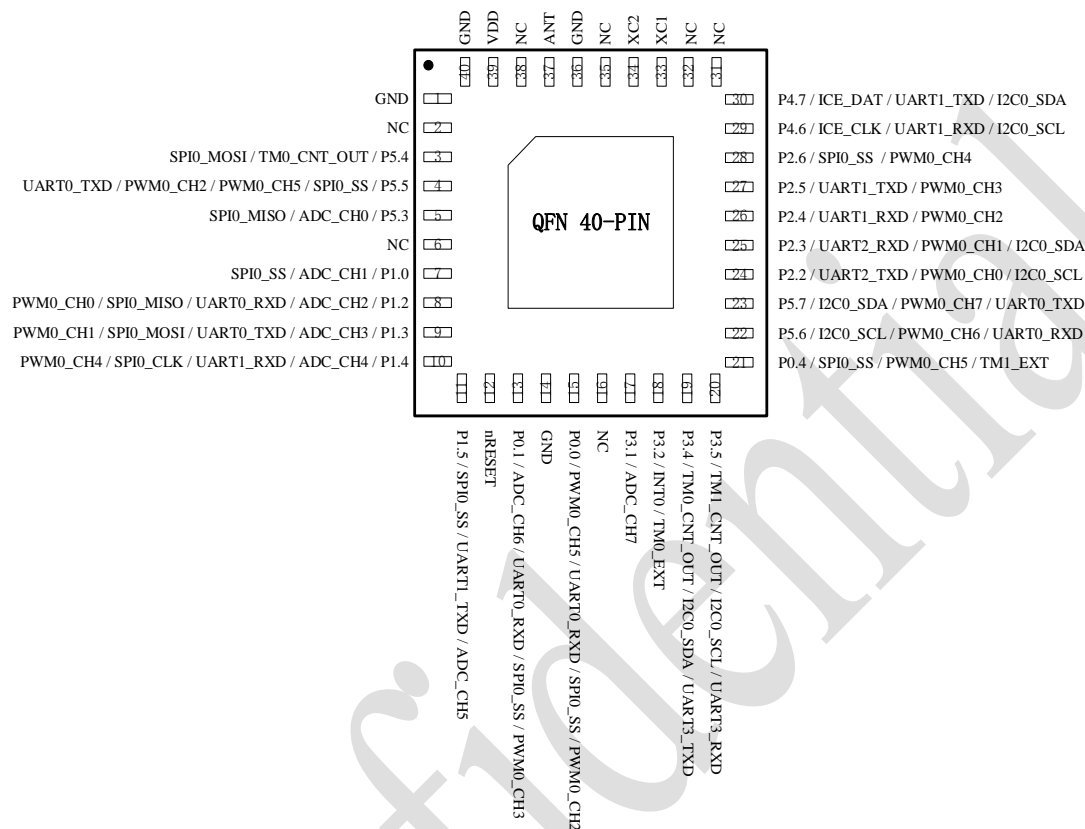 GND
VDD
NC
ANT
GND
NC
XC2
XC1
NC
NC
40
39
38
37
36
35
34
33
32
31
GND 1
NC 2
SPI0_MOSI / TM0_CNT_OUT / P5.4 3
UART0_TXD / PWM0_CH2 / PWM0_CH5 / SPI0_SS / P5.5 4
SPI0_MISO / ADC_CH0 / P5.3 5
NC 6
SPI0_SS / ADC_CH1 / P1.0 7
PWM0_CH0 / SPI0_MISO / UART0_RXD / ADC_CH2 / P1.2 8
PWM0_CH1 / SPI0_MOSI / UART0_TXD / ADC_CH3 / P1.3 9
PWM0_CH4 / SPI0_CLK / UART1_RXD / ADC_CH4 / P1.4 10
QFN 40-PIN
30 P4.7 / ICE_DAT / UART1_TXD / I2C0_SDA
29 P4.6 / ICE_CLK / UART1_RXD / I2C0_SCL
28 P2.6 / SPI0_SS / PWM0_CH4
27 P2.5 / UART1_TXD / PWM0_CH3
26 P2.4 / UART1_RXD / PWM0_CH2
25 P2.3 / UART2_RXD / PWM0_CH1 / I2C0_SDA
24 P2.2 / UART2_TXD / PWM0_CH0 / I2C0_SCL
23 P5.7 / I2C0_SDA / PWM0_CH7 / UART0_TXD
22 P5.6 / I2C0_SCL / PWM0_CH6 / UART0_RXD
21 P0.4 / SPI0_SS / PWM0_CH5 / TM1_EXT
11
12
13
14
15
16
17
18
19
20
P1.5 / SPI0_SS / UART1_TXD / ADC_CH5
nRESET
P0.1 / ADC_CH6 / UART0_RXD / SPI0_SS / PWM0_CH3
GND
P0.0 / PWM0_CH5 / UART0_RXD / SPI0_SS / PWM0_CH2
NC
P3.1 / ADC_CH7
P3.2 / INT0 / TM0_EXT
P3.4 / TM0_CNT_OUT / I2C0_SDA / UART3_TXD
P3.5 / TM1_CNT_OUT / I2C0_SCL / UART3_RXD
fidential